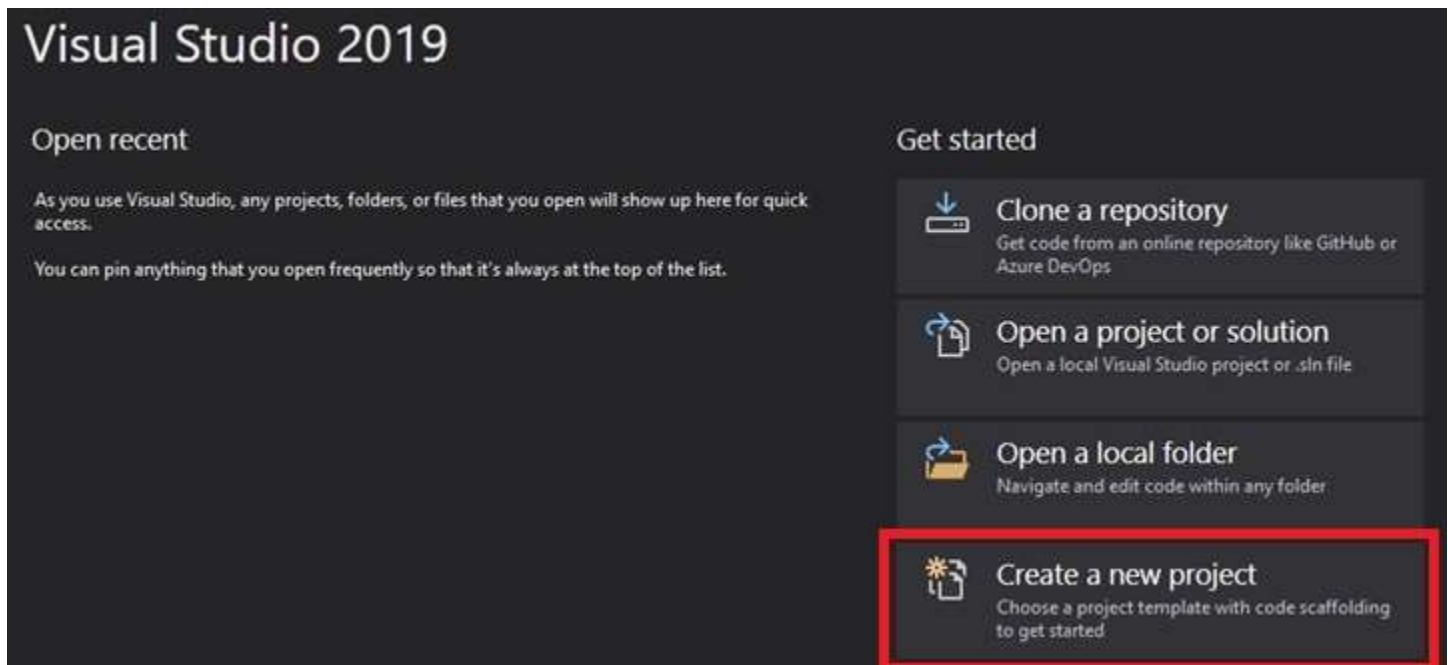 Visual Studio 2019
Open recent
As you use Visual Studio, any projects, folders, or files that you open will show up here for quick
access.
You can pin anything that you open frequently so that it's always at the top of the list.
Get started
Clone a repository
Get code from an online repository like GitHub or
Azure DevOps
Open a project or solution
Open a local Visual Studio project or .sln file
Open a local folder
Navigate and edit code within any folder
Create a new project
Choose a project template with code scaffolding
to get started